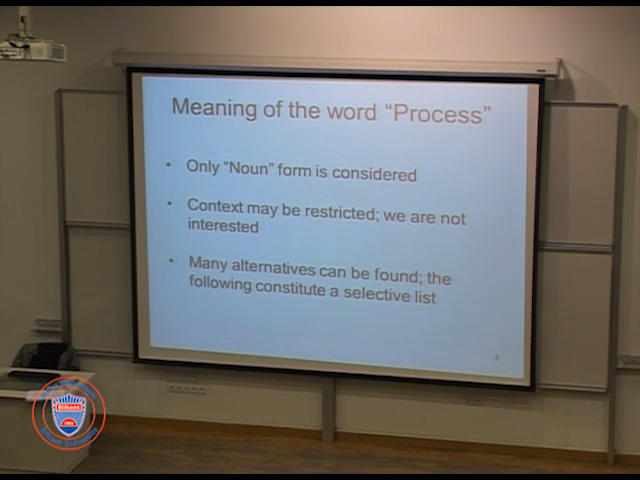 Meaning of the word “Process”
• Only “Noun” form is considered
• Context may be restricted; we are not
interested
• Many alternatives can be found; the
following constitute a selective list
2
Bilkent